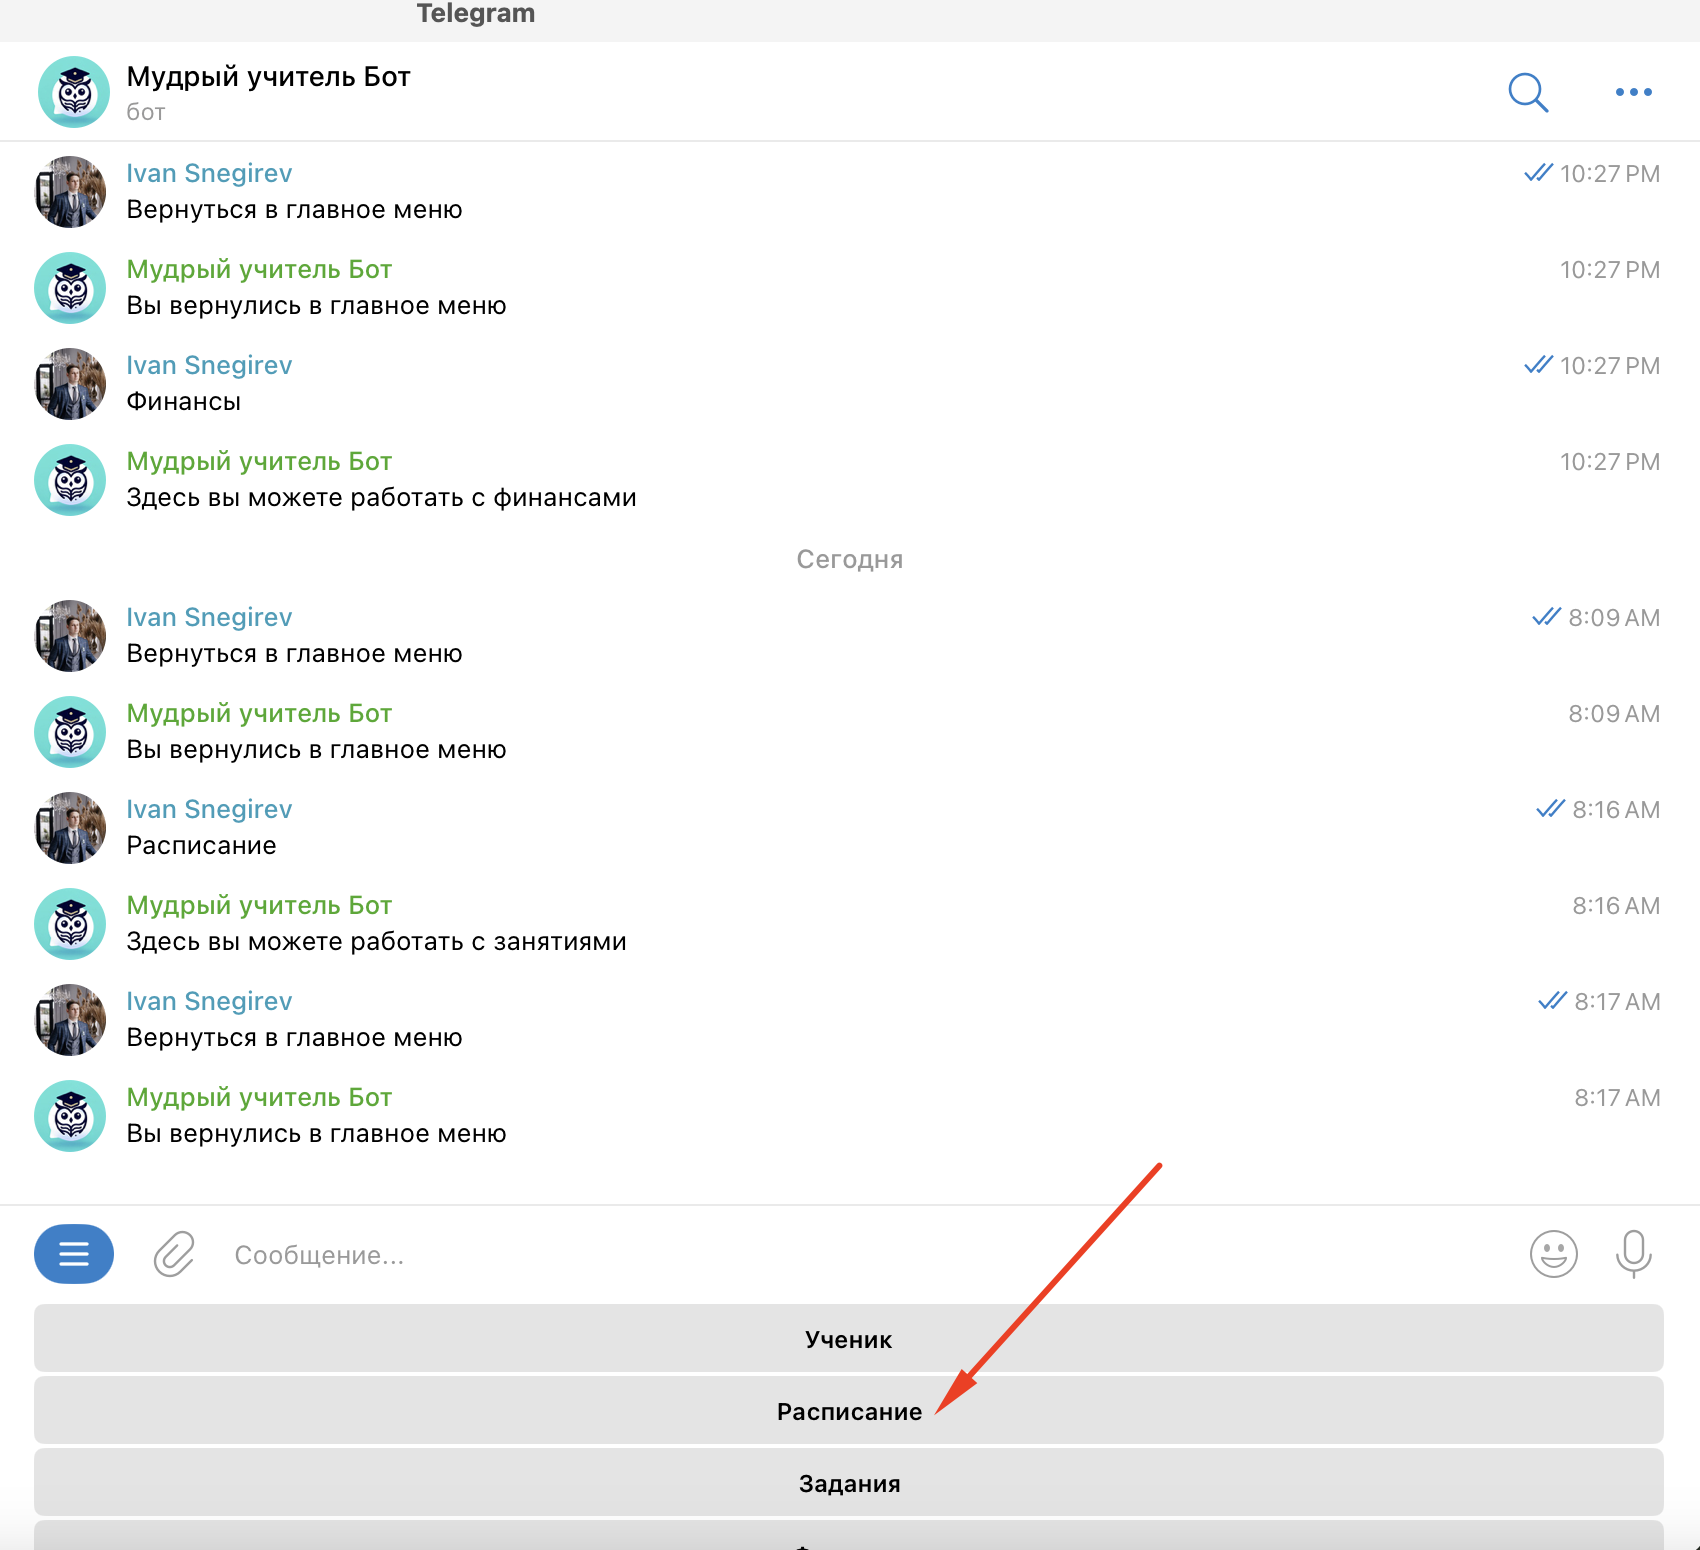 Telegram
Мудрый учитель Бот
бот
Ivan Snegirev 10:27 PM
Вернуться в главное меню
Мудрый учитель Бот 10:27 PM
Вы вернулись в главное меню
Ivan Snegirev 10:27 PM
Финансы
Мудрый учитель Бот 10:27 PM
Здесь вы можете работать с финансами
Сегодня
Ivan Snegirev 8:09 AM
Вернуться в главное меню
Мудрый учитель Бот 8:09 AM
Вы вернулись в главное меню
Ivan Snegirev 8:16 AM
Расписание
Мудрый учитель Бот 8:16 AM
Здесь вы можете работать с занятиями
Ivan Snegirev 8:17 AM
Вернуться в главное меню
Мудрый учитель Бот 8:17 AM
Вы вернулись в главное меню
Сообщение...
Ученик
Расписание
Задания